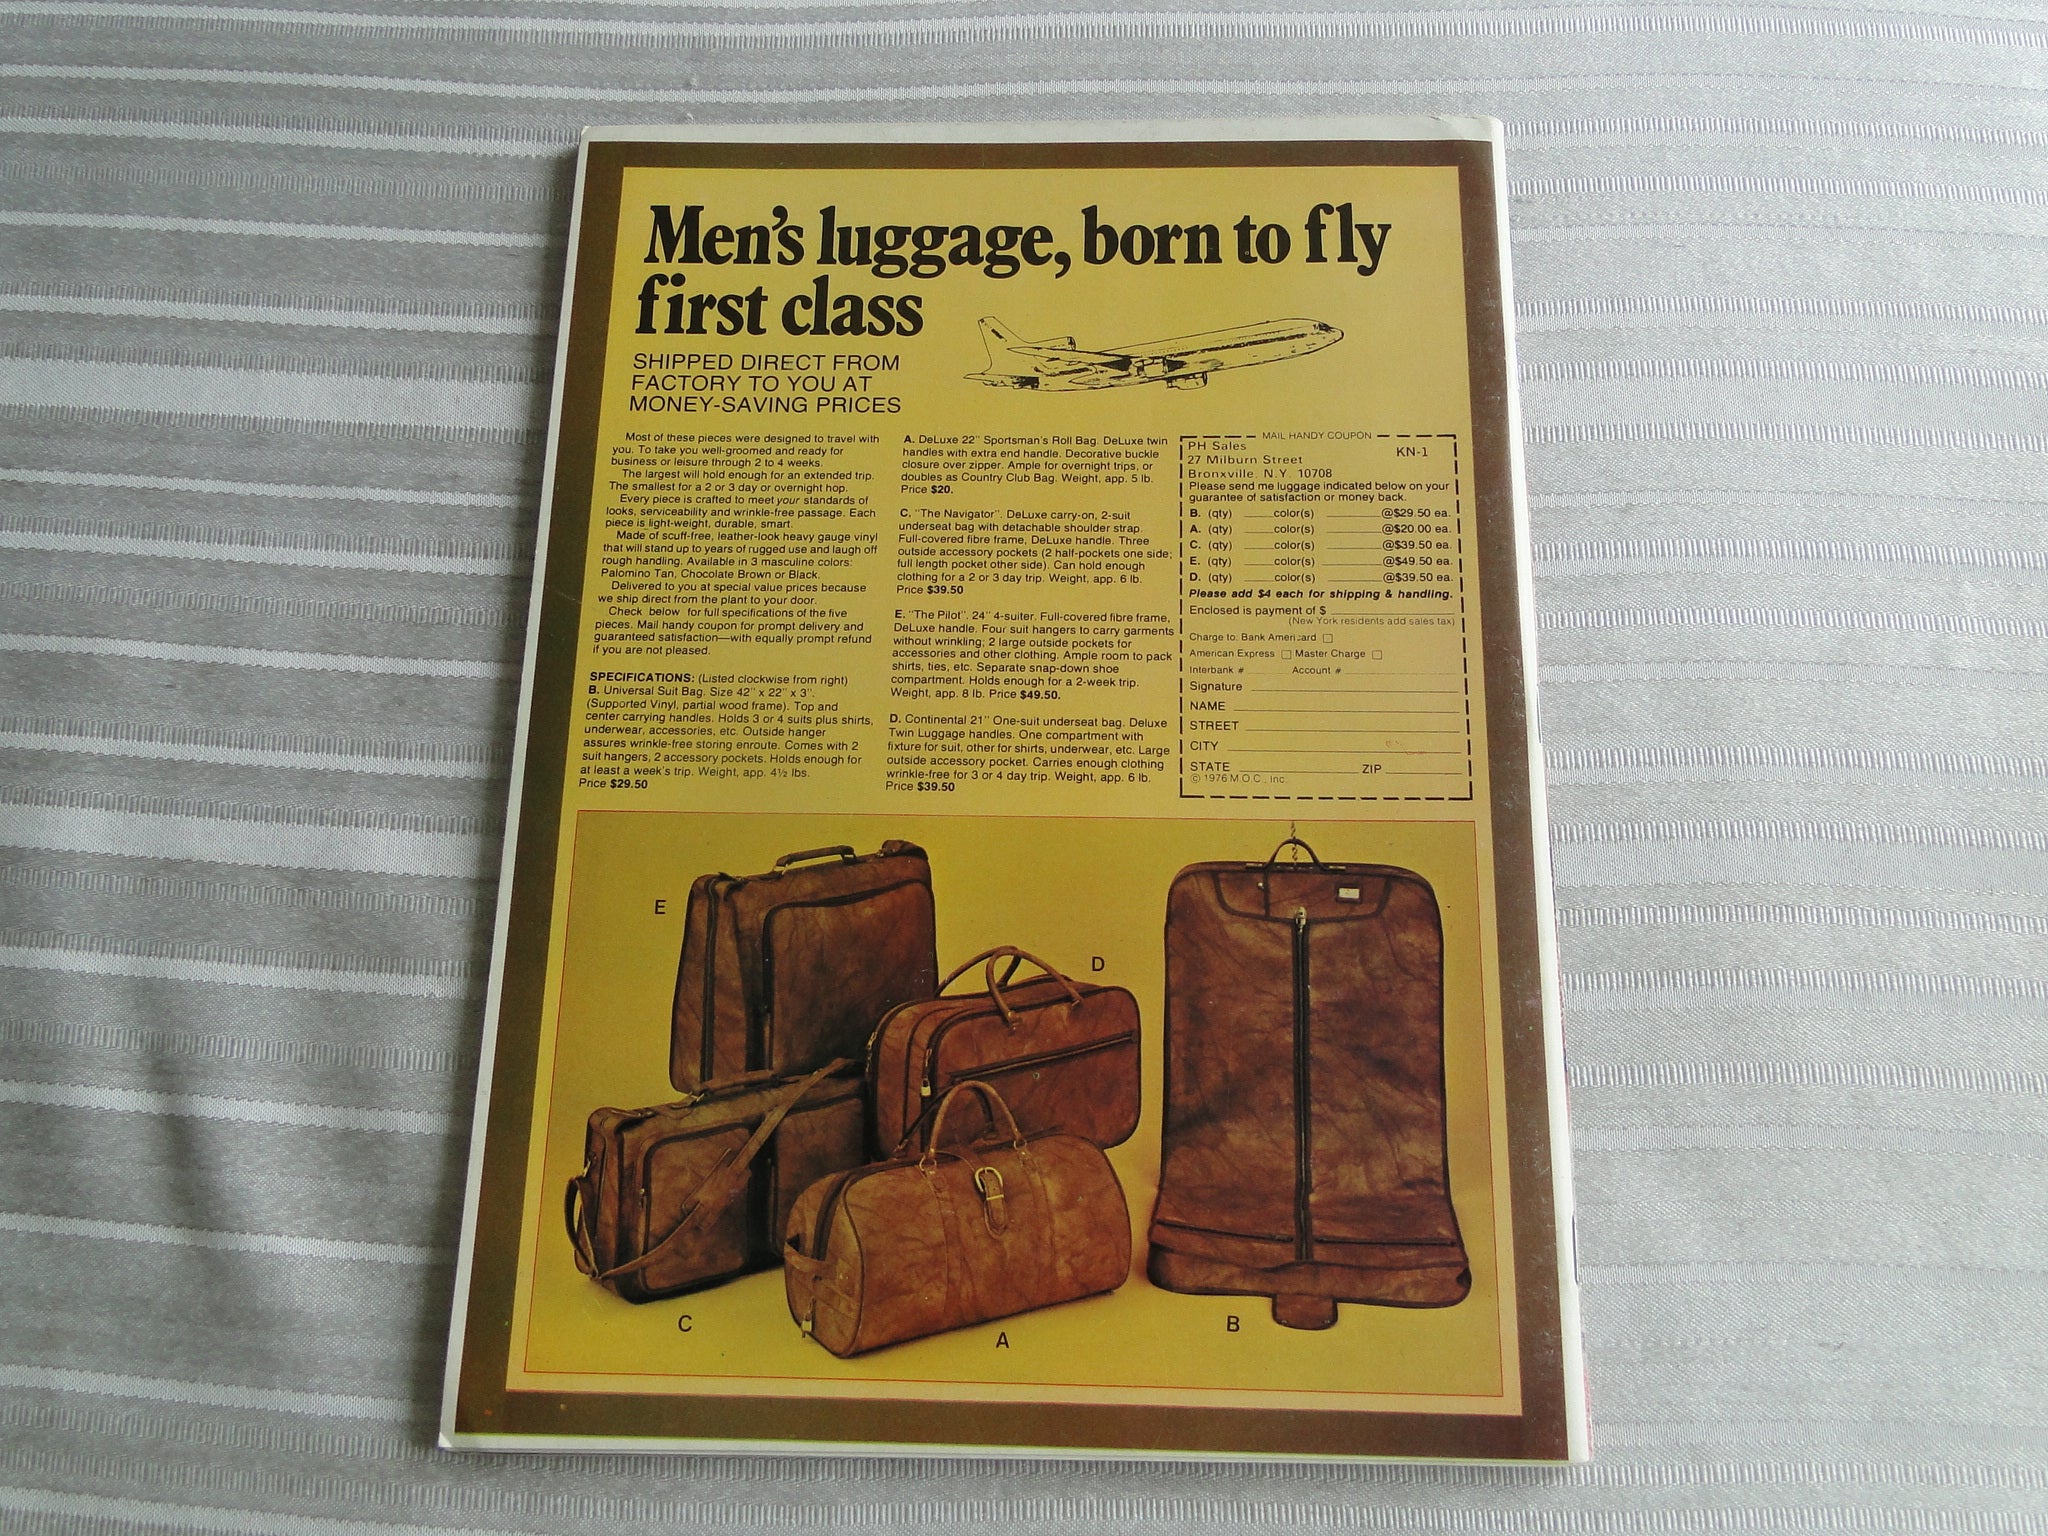 Men's luggage, born to fly
first class
SHIPPED DIRECT FROM
FACTORY TO YOU AT
MONEY-SAVING PRICES
Most of these pieces were designed to travel with
you. To take you well-groomed and ready for
business or leisure through 2 to 4 weeks.
The largest will hold enough for an extended trip.
The smallest for a 2 or 3 day or overnight hop.
Every piece is crafted to meet your standards of
looks, serviceability and wrinkle-free passage. Each
piece is light-weight, durable, smart.
Made of scuff-free, leather-look heavy gauge vinyl
that will stand up to years of rugged use and laugh off
rough handling. Available in 3 masculine colors:
Palomino Tan, Chocolate Brown or Black.
Delivered to you at special value prices because
we ship direct from the plant to your door.
Check below for full specifications of the five
pieces. Mail handy coupon for prompt delivery and
guaranteed satisfaction—with equally prompt refund
if you are not pleased.
SPECIFICATIONS: (Listed clockwise from right)
B. Universal Suit Bag. Size 42" x 22" x 3".
(Supported Vinyl, partial wood frame). Top and
center carrying handles. Holds 3 or 4 suits plus shirts,
underwear, accessories, etc. Outside hanger
assures wrinkle-free storing enroute. Comes with 2
suit hangers, 2 accessory pockets. Holds enough for
at least a week's trip. Weight, app. 4½ lbs.
Price $29.50
A. DeLuxe 22" Sportsman's Roll Bag. DeLuxe twin
handles with extra end handle. Decorative buckle
closure over zipper. Ample for overnight trips, or
doubles as Country Club Bag. Weight, app. 5 lb.
Price $20.
C. "The Navigator". DeLuxe carry-on, 2-suit
underseat bag with detachable shoulder strap.
Full-covered fibre frame, DeLuxe handle. Three
outside accessory pockets (2 half-pockets one side;
full length pocket other side). Can hold enough
clothing for a 2 or 3 day trip. Weight, app. 6 lb.
Price $39.50
E. "The Pilot". 24" 4-suiter. Full-covered fibre frame,
DeLuxe handle. Four suit hangers to carry garments
without wrinkling; 2 large outside pockets for
accessories and other clothing. Ample room to pack
shirts, ties, etc. Separate snap-down shoe
compartment. Holds enough for a 2-week trip.
Weight, app. 8 lb. Price $49.50.
D. Continental 21" One-suit underseat bag. Deluxe
Twin Luggage handles. One compartment with
fixture for suit, other for shirts, underwear, etc. Large
outside accessory pocket. Carries enough clothing
wrinkle-free for 3 or 4 day trip. Weight, app. 6 lb.
Price $39.50
MAIL HANDY COUPON
PH Sales KN-1
27 Milburn Street
Bronxville, N.Y. 10708
Please send me luggage indicated below on your
guarantee of satisfaction or money back.
B. (qty) ____color(s) ________@$29.50 ea.
A. (qty) ____color(s) ________@$20.00 ea.
C. (qty) ____color(s) ________@$39.50 ea.
E. (qty) ____color(s) ________@$49.50 ea.
D. (qty) ____color(s) ________@$39.50 ea.
Please add $4 each for shipping & handling.
Enclosed is payment of $
(New York residents add sales tax)
Charge to: Bank Americard ☐
American Express ☐ Master Charge ☐
Interbank # Account #
Signature
NAME
STREET
CITY
STATE ZIP
© 1976 M.O.C., Inc.
E
D
C
A
B